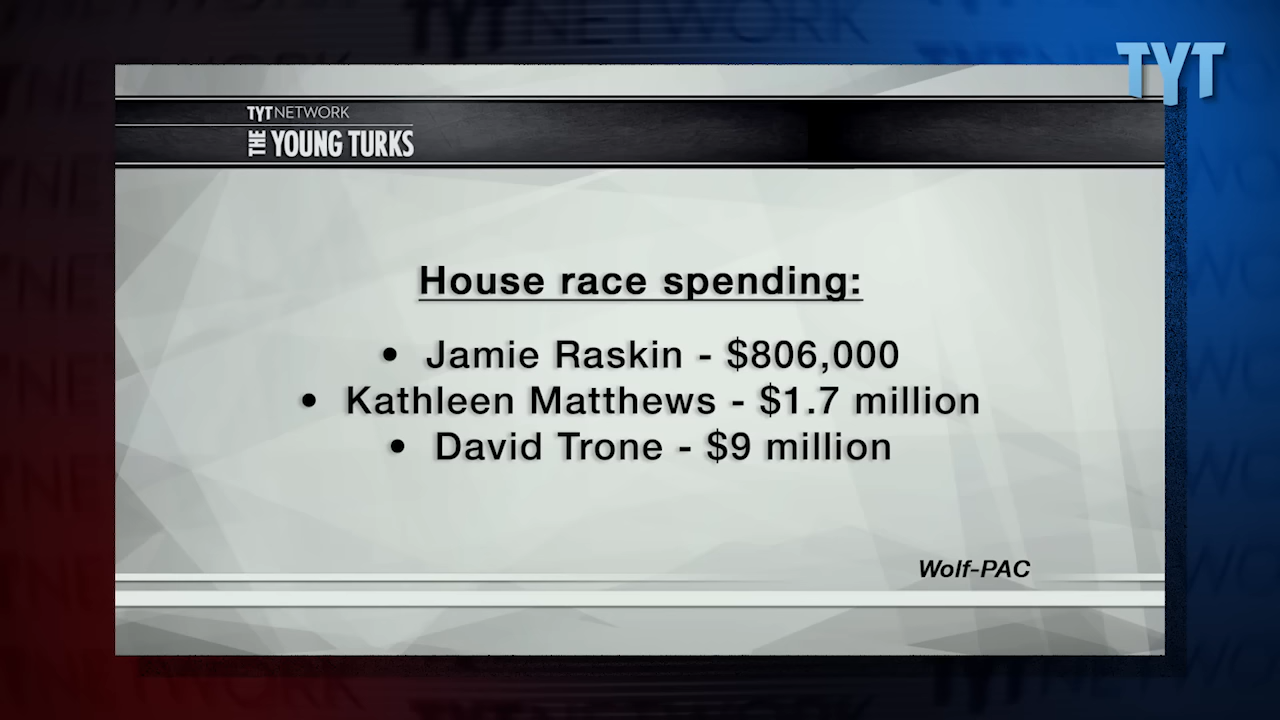 TYT
TYT NETWORK
THE YOUNG TURKS
House race spending:
• Jamie Raskin - $806,000
• Kathleen Matthews - $1.7 million
• David Trone - $9 million
Wolf-PAC